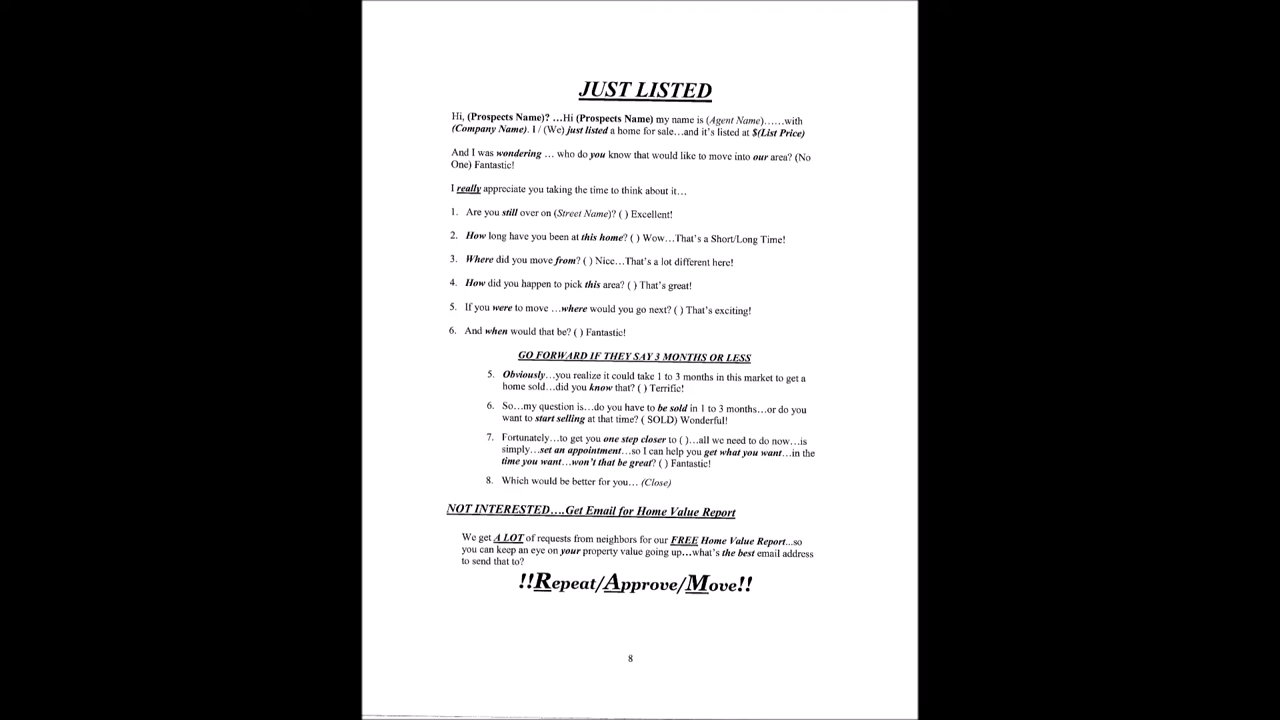 JUST LISTED
Hi, (Prospects Name)? …Hi (Prospects Name) my name is (Agent Name)……with
(Company Name). I / (We) just listed a home for sale…and it's listed at $(List Price)
And I was wondering … who do you know that would like to move into our area? (No
One) Fantastic!
I really appreciate you taking the time to think about it…
1. Are you still over on (Street Name)? ( ) Excellent!
2. How long have you been at this home? ( ) Wow…That's a Short/Long Time!
3. Where did you move from? ( ) Nice…That's a lot different here!
4. How did you happen to pick this area? ( ) That's great!
5. If you were to move …where would you go next? ( ) That's exciting!
6. And when would that be? ( ) Fantastic!
GO FORWARD IF THEY SAY 3 MONTHS OR LESS
5. Obviously…you realize it could take 1 to 3 months in this market to get a
home sold…did you know that? ( ) Terrific!
6. So…my question is…do you have to be sold in 1 to 3 months…or do you
want to start selling at that time? ( SOLD) Wonderful!
7. Fortunately…to get you one step closer to ( )…all we need to do now…is
simply…set an appointment…so I can help you get what you want…in the
time you want…won't that be great? ( ) Fantastic!
8. Which would be better for you… (Close)
NOT INTERESTED….Get Email for Home Value Report
We get A LOT of requests from neighbors for our FREE Home Value Report...so
you can keep an eye on your property value going up…what's the best email address
to send that to?
!!Repeat/Approve/Move!!
8